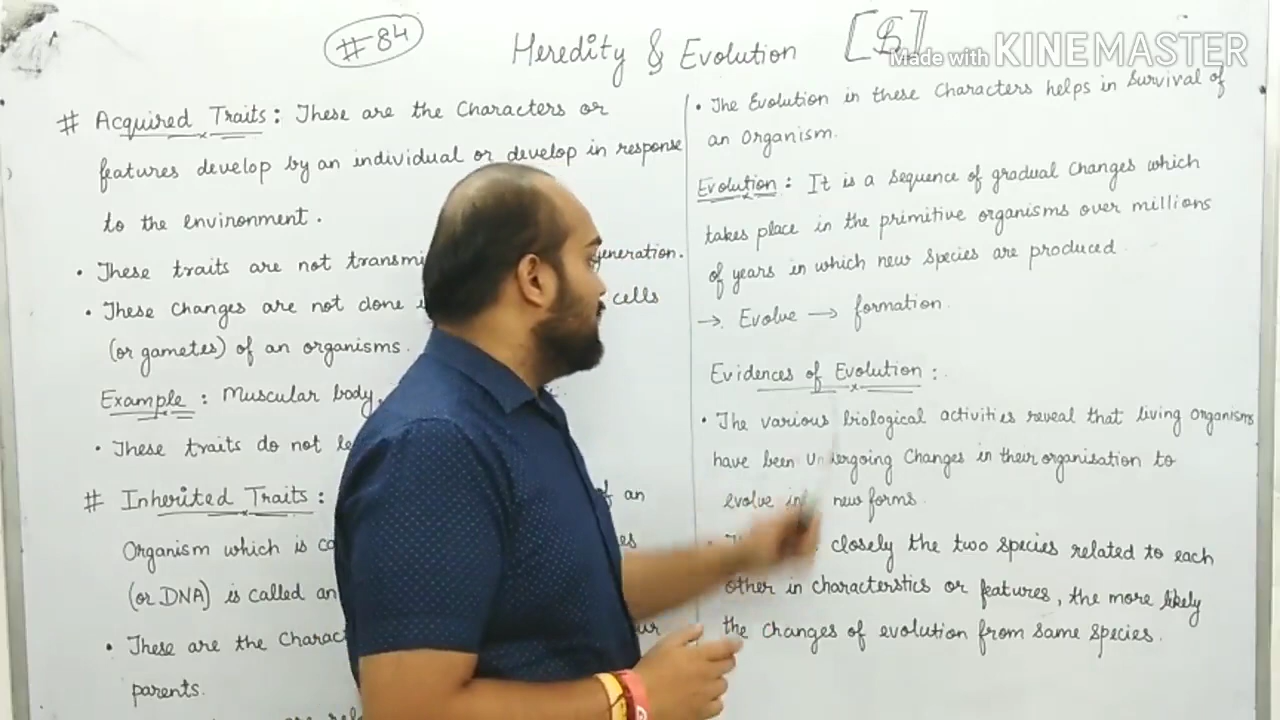 #84
Heredity & Evolution
[5]
Made with KINEMASTER
# Acquired Traits : These are the Characters or
features develop by an individual or develop in response
to the environment.
• These traits are not eneration.
• These Changes are not done cells
(or gametes) of an organisms.
Example : Muscular body,
• These traits do not
# Inherited Traits : an
Organism which is
(or DNA) is called an
• These are the
parents.
• The Evolution in these Characters helps in Survival of
an Organism.
Evolution : It is a sequence of gradual changes which
takes place in the primitive organisms over millions
of years in which new species are produced.
→ Evolve → formation.
Evidences of Evolution :
• The various biological activities reveal that living organisms
have been Undergoing Changes in their organisation to
evolve new forms.
closely the two species related to each
other in characterstics or features, the more likely
the changes of evolution from same species.